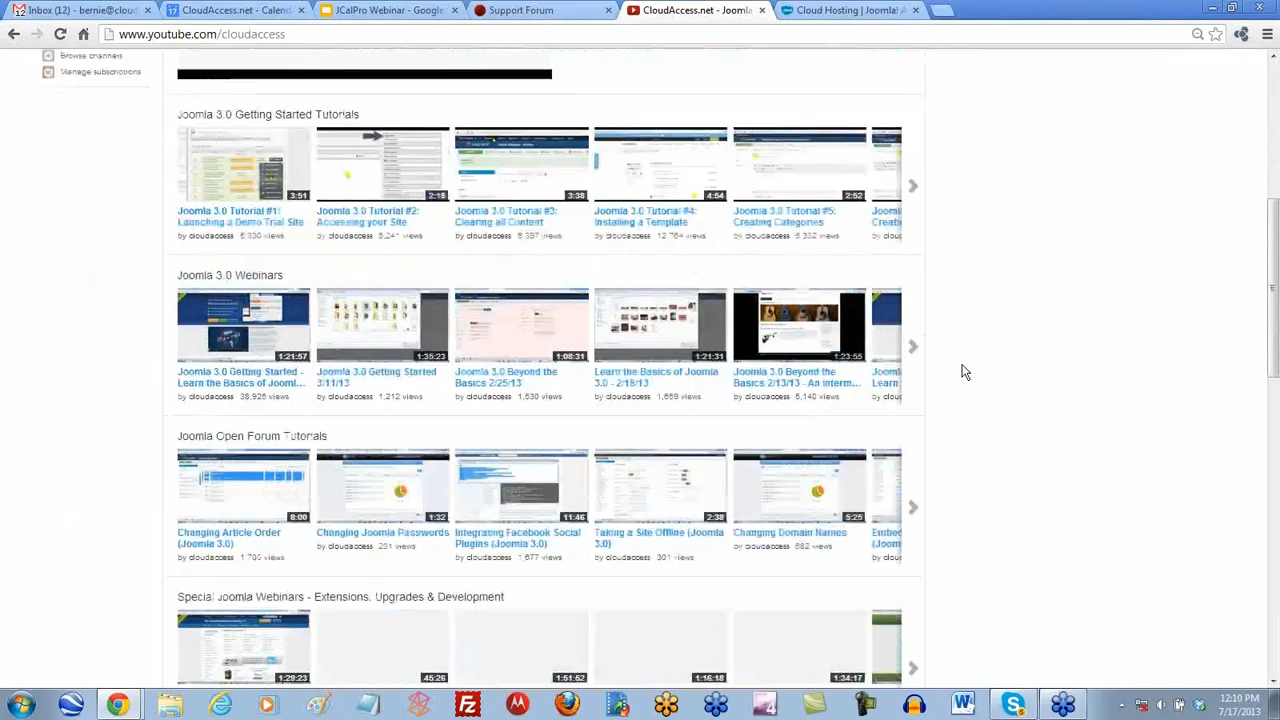 Inbox (12) - bernie@cloud
CloudAccess.net - Calend
JCalPro Webinar - Google
Support Forum
CloudAccess.net - Joomla
Cloud Hosting | Joomla! A
www.youtube.com/cloudaccess
Browse channels
Manage subscriptions
Joomla 3.0 Getting Started Tutorials
3:51
2:18
3:38
4:54
2:52
Joomla 3.0 Tutorial #1:
Launching a Demo Trial Site
by cloudaccess
Joomla 3.0 Tutorial #2:
Accessing your Site
by cloudaccess
Joomla 3.0 Tutorial #3:
Clearing all Content
by cloudaccess
Joomla 3.0 Tutorial #4:
Installing a Template
by cloudaccess
Joomla 3.0 Tutorial #5:
Creating Categories
by cloudaccess
Joomla 3.0 Webinars
1:21:57
1:35:23
1:08:31
1:21:31
1:23:55
Joomla 3.0 Getting Started -
Learn the Basics of Jooml...
by cloudaccess 38,925 views
Joomla 3.0 Getting Started
3/11/13
by cloudaccess 1,212 views
Joomla 3.0 Beyond the
Basics 2/25/13
by cloudaccess 1,630 views
Learn the Basics of Joomla
3.0 - 2/18/13
by cloudaccess 1,659 views
Joomla 3.0 Beyond the
Basics 2/13/13 - An Interm...
by cloudaccess 5,140 views
Joomla Open Forum Tutorials
8:00
1:32
11:46
2:38
5:25
Changing Article Order
(Joomla 3.0)
by cloudaccess 1,706 views
Changing Joomla Passwords
by cloudaccess 231 views
Integrating Facebook Social
Plugins (Joomla 3.0)
by cloudaccess 1,677 views
Taking a Site Offline (Joomla
3.0)
by cloudaccess 301 views
Changing Domain Names
by cloudaccess 682 views
Special Joomla Webinars - Extensions, Upgrades & Development
1:29:23
45:26
1:51:52
1:16:18
1:34:17
12:10 PM
7/17/2013